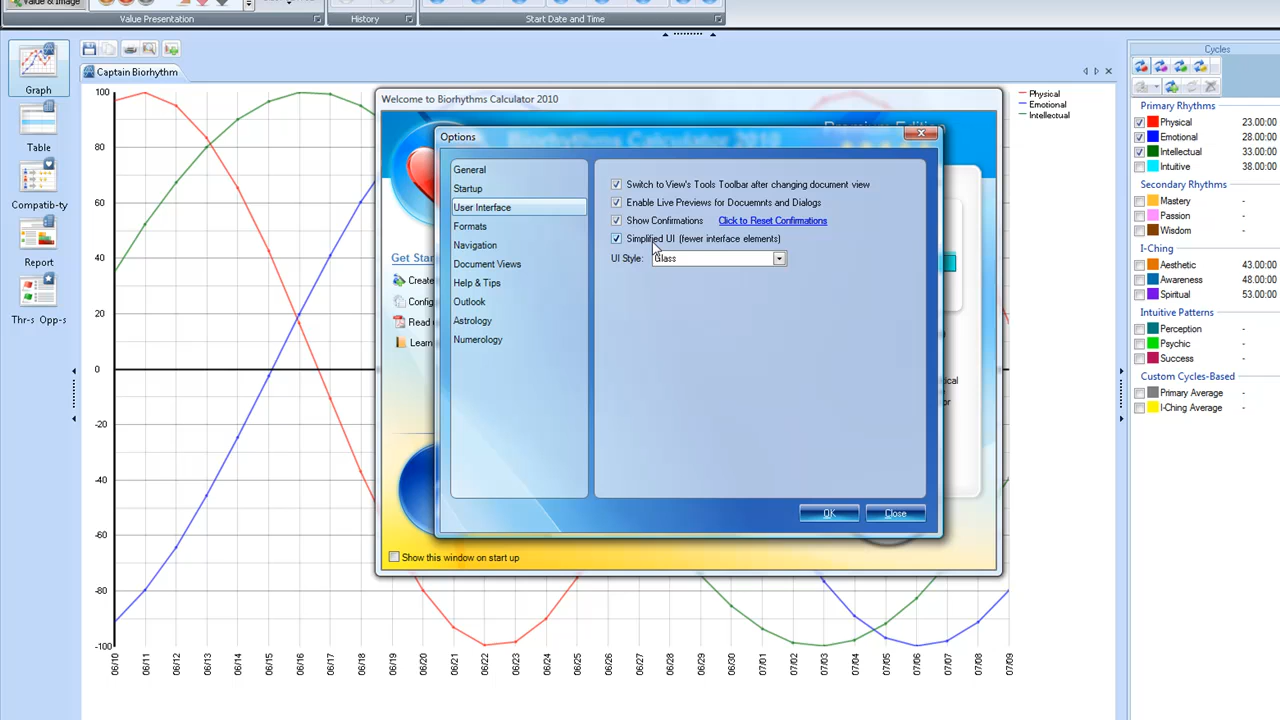 Value & Image
Value Presentation
History
Start Date and Time
Graph
Table
Compatib-ty
Report
Thr-s Opp-s
Captain Biorhythm
100
80
60
40
20
0
-20
-40
-60
-80
-100
06/10
06/11
06/12
06/13
06/14
06/15
06/16
06/17
06/18
06/19
06/20
06/21
06/22
06/23
06/24
06/25
06/26
06/27
06/28
06/29
06/30
07/01
07/02
07/03
07/04
07/05
07/06
07/07
07/08
07/09
Physical
Emotional
Intellectual
Welcome to Biorhythms Calculator 2010
Premium Edition
Biorhythms Calculator 2010
Get Star
Create
Config
Read
Learn
Show this window on start up
Options
General
Startup
User Interface
Formats
Navigation
Document Views
Help & Tips
Outlook
Astrology
Numerology
Switch to View's Tools Toolbar after changing document view
Enable Live Previews for Docuemnts and Dialogs
Show Confirmations Click to Reset Confirmations
Simplified UI (fewer interface elements)
UI Style: Glass
OK
Close
Cycles
Primary Rhythms
Physical 23.00:00
Emotional 28.00:00
Intellectual 33.00:00
Intuitive 38.00:00
Secondary Rhythms
Mastery -
Passion -
Wisdom -
I-Ching
Aesthetic 43.00:00
Awareness 48.00:00
Spiritual 53.00:00
Intuitive Patterns
Perception -
Psychic -
Success -
Custom Cycles-Based
Primary Average -
I-Ching Average -